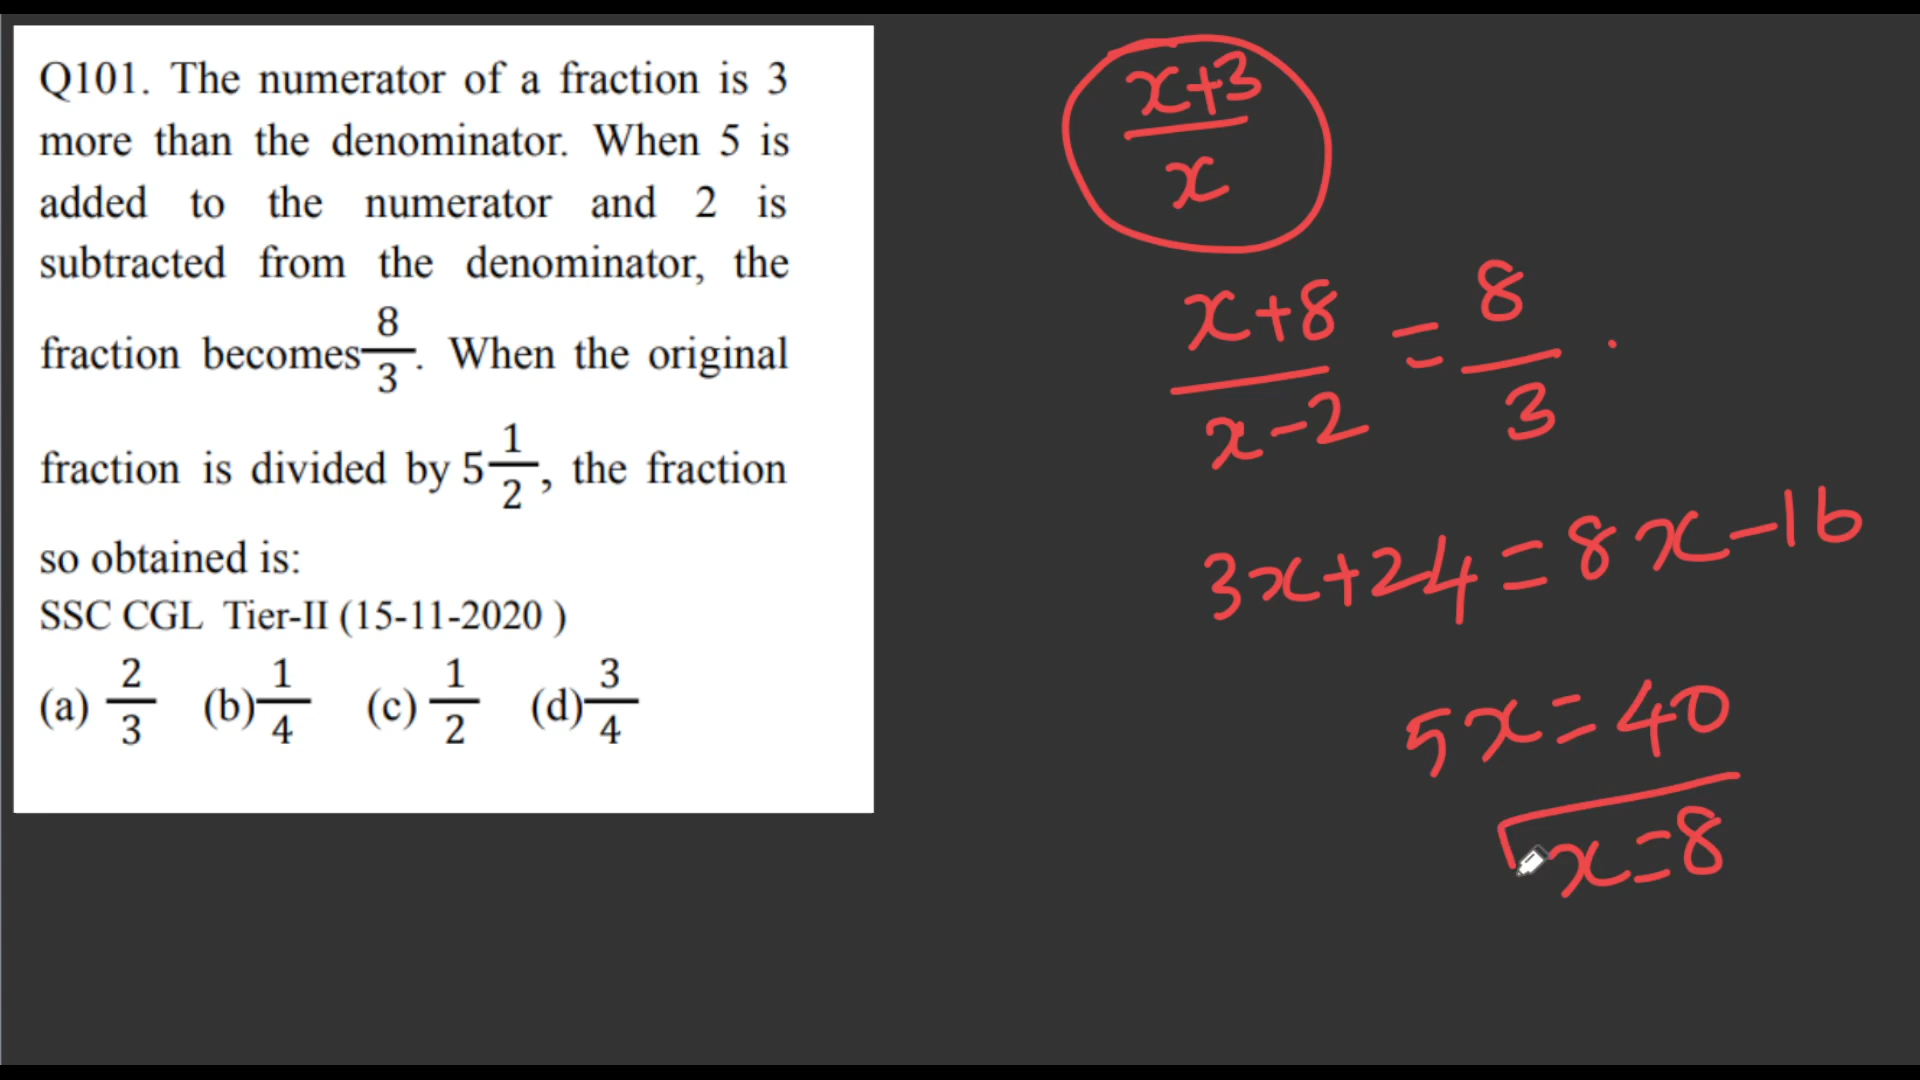 Q101. The numerator of a fraction is 3
more than the denominator. When 5 is
added to the numerator and 2 is
subtracted from the denominator, the
fraction becomes 8/3. When the original
fraction is divided by 5 1/2, the fraction
so obtained is:
SSC CGL Tier-II (15-11-2020 )
(a) 2/3 (b) 1/4 (c) 1/2 (d) 3/4
x+3
x
x+8/x-2 = 8/3 .
3x+24=8x-16
5x=40
x=8